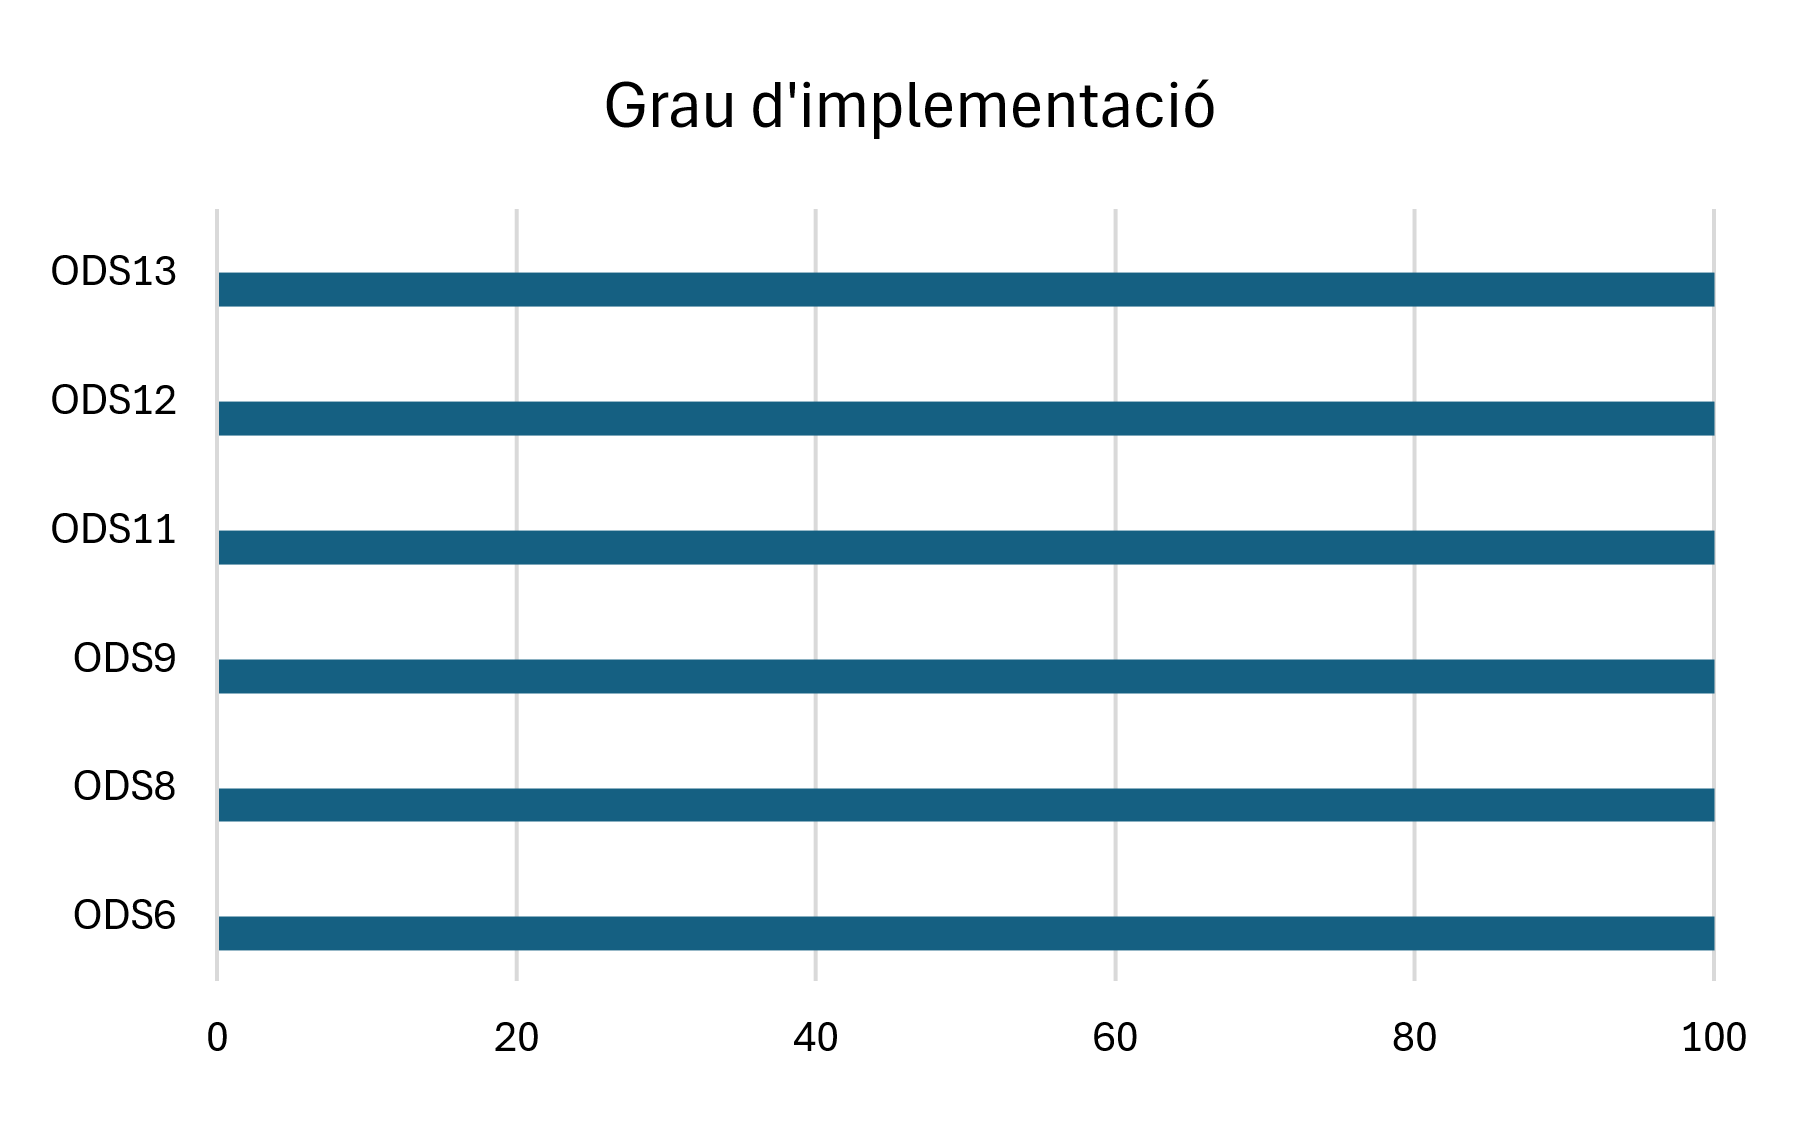 Grau d'implementació
ODS13
ODS12
ODS11
ODS9
ODS8
ODS6
0 20 40 60 80 100